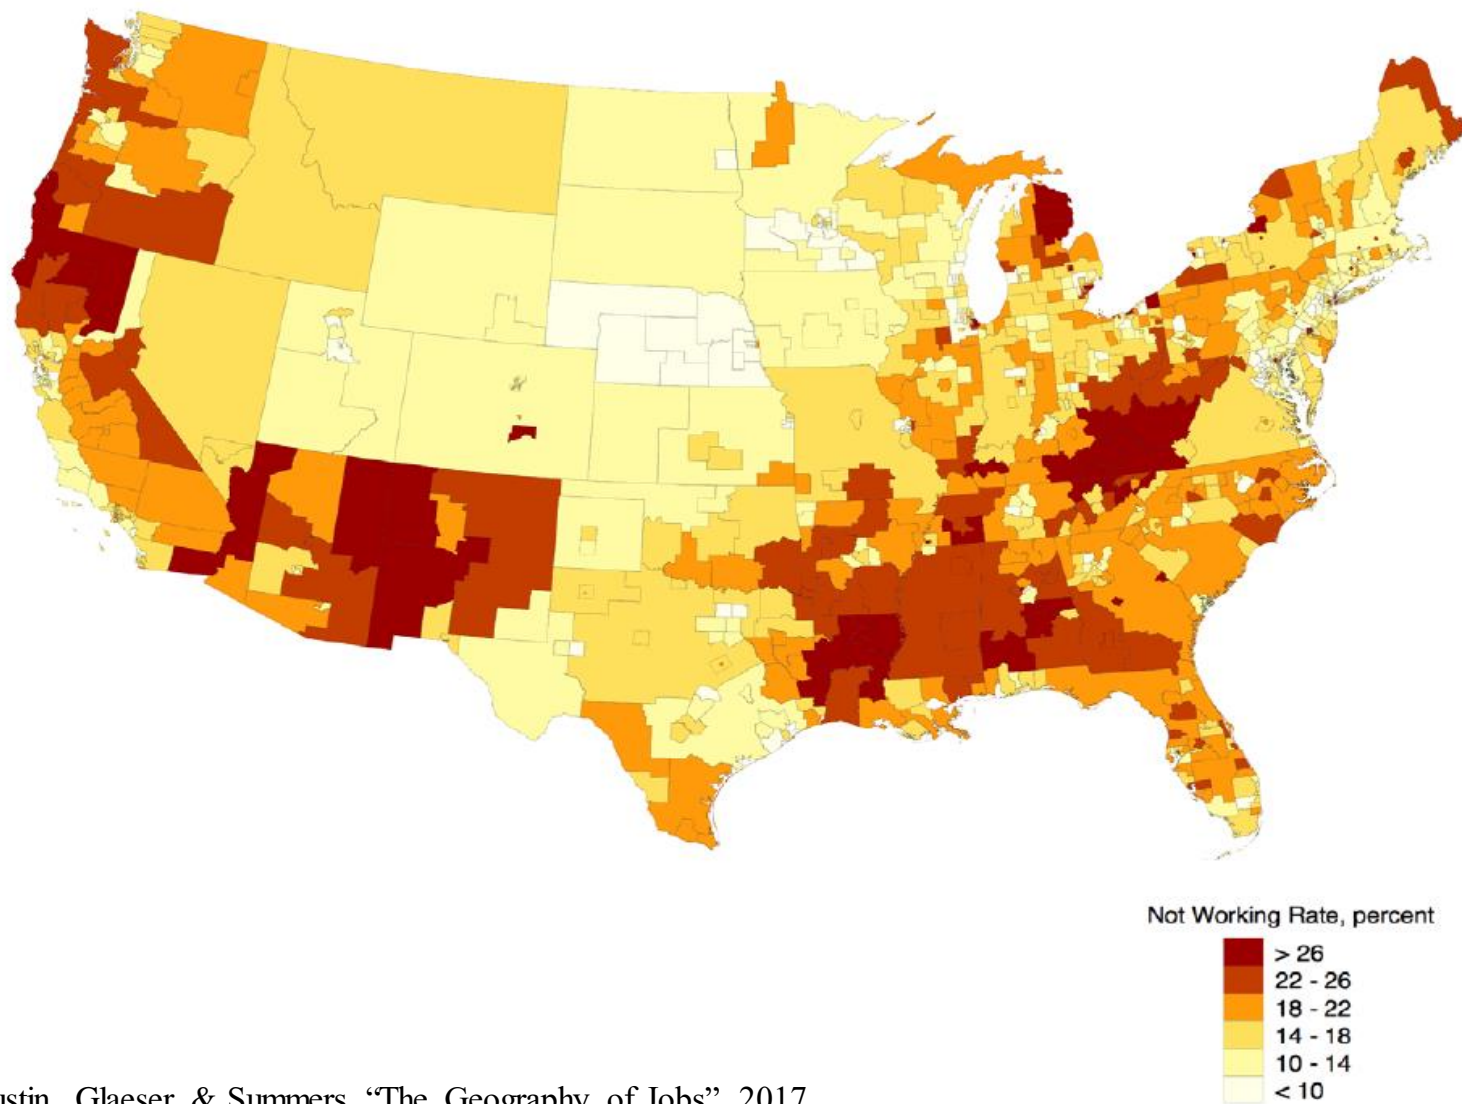 Not Working Rate, percent
> 26
22 - 26
18 - 22
14 - 18
10 - 14
< 10
ustin, Glaeser & Summers, “The Geography of Jobs”, 2017